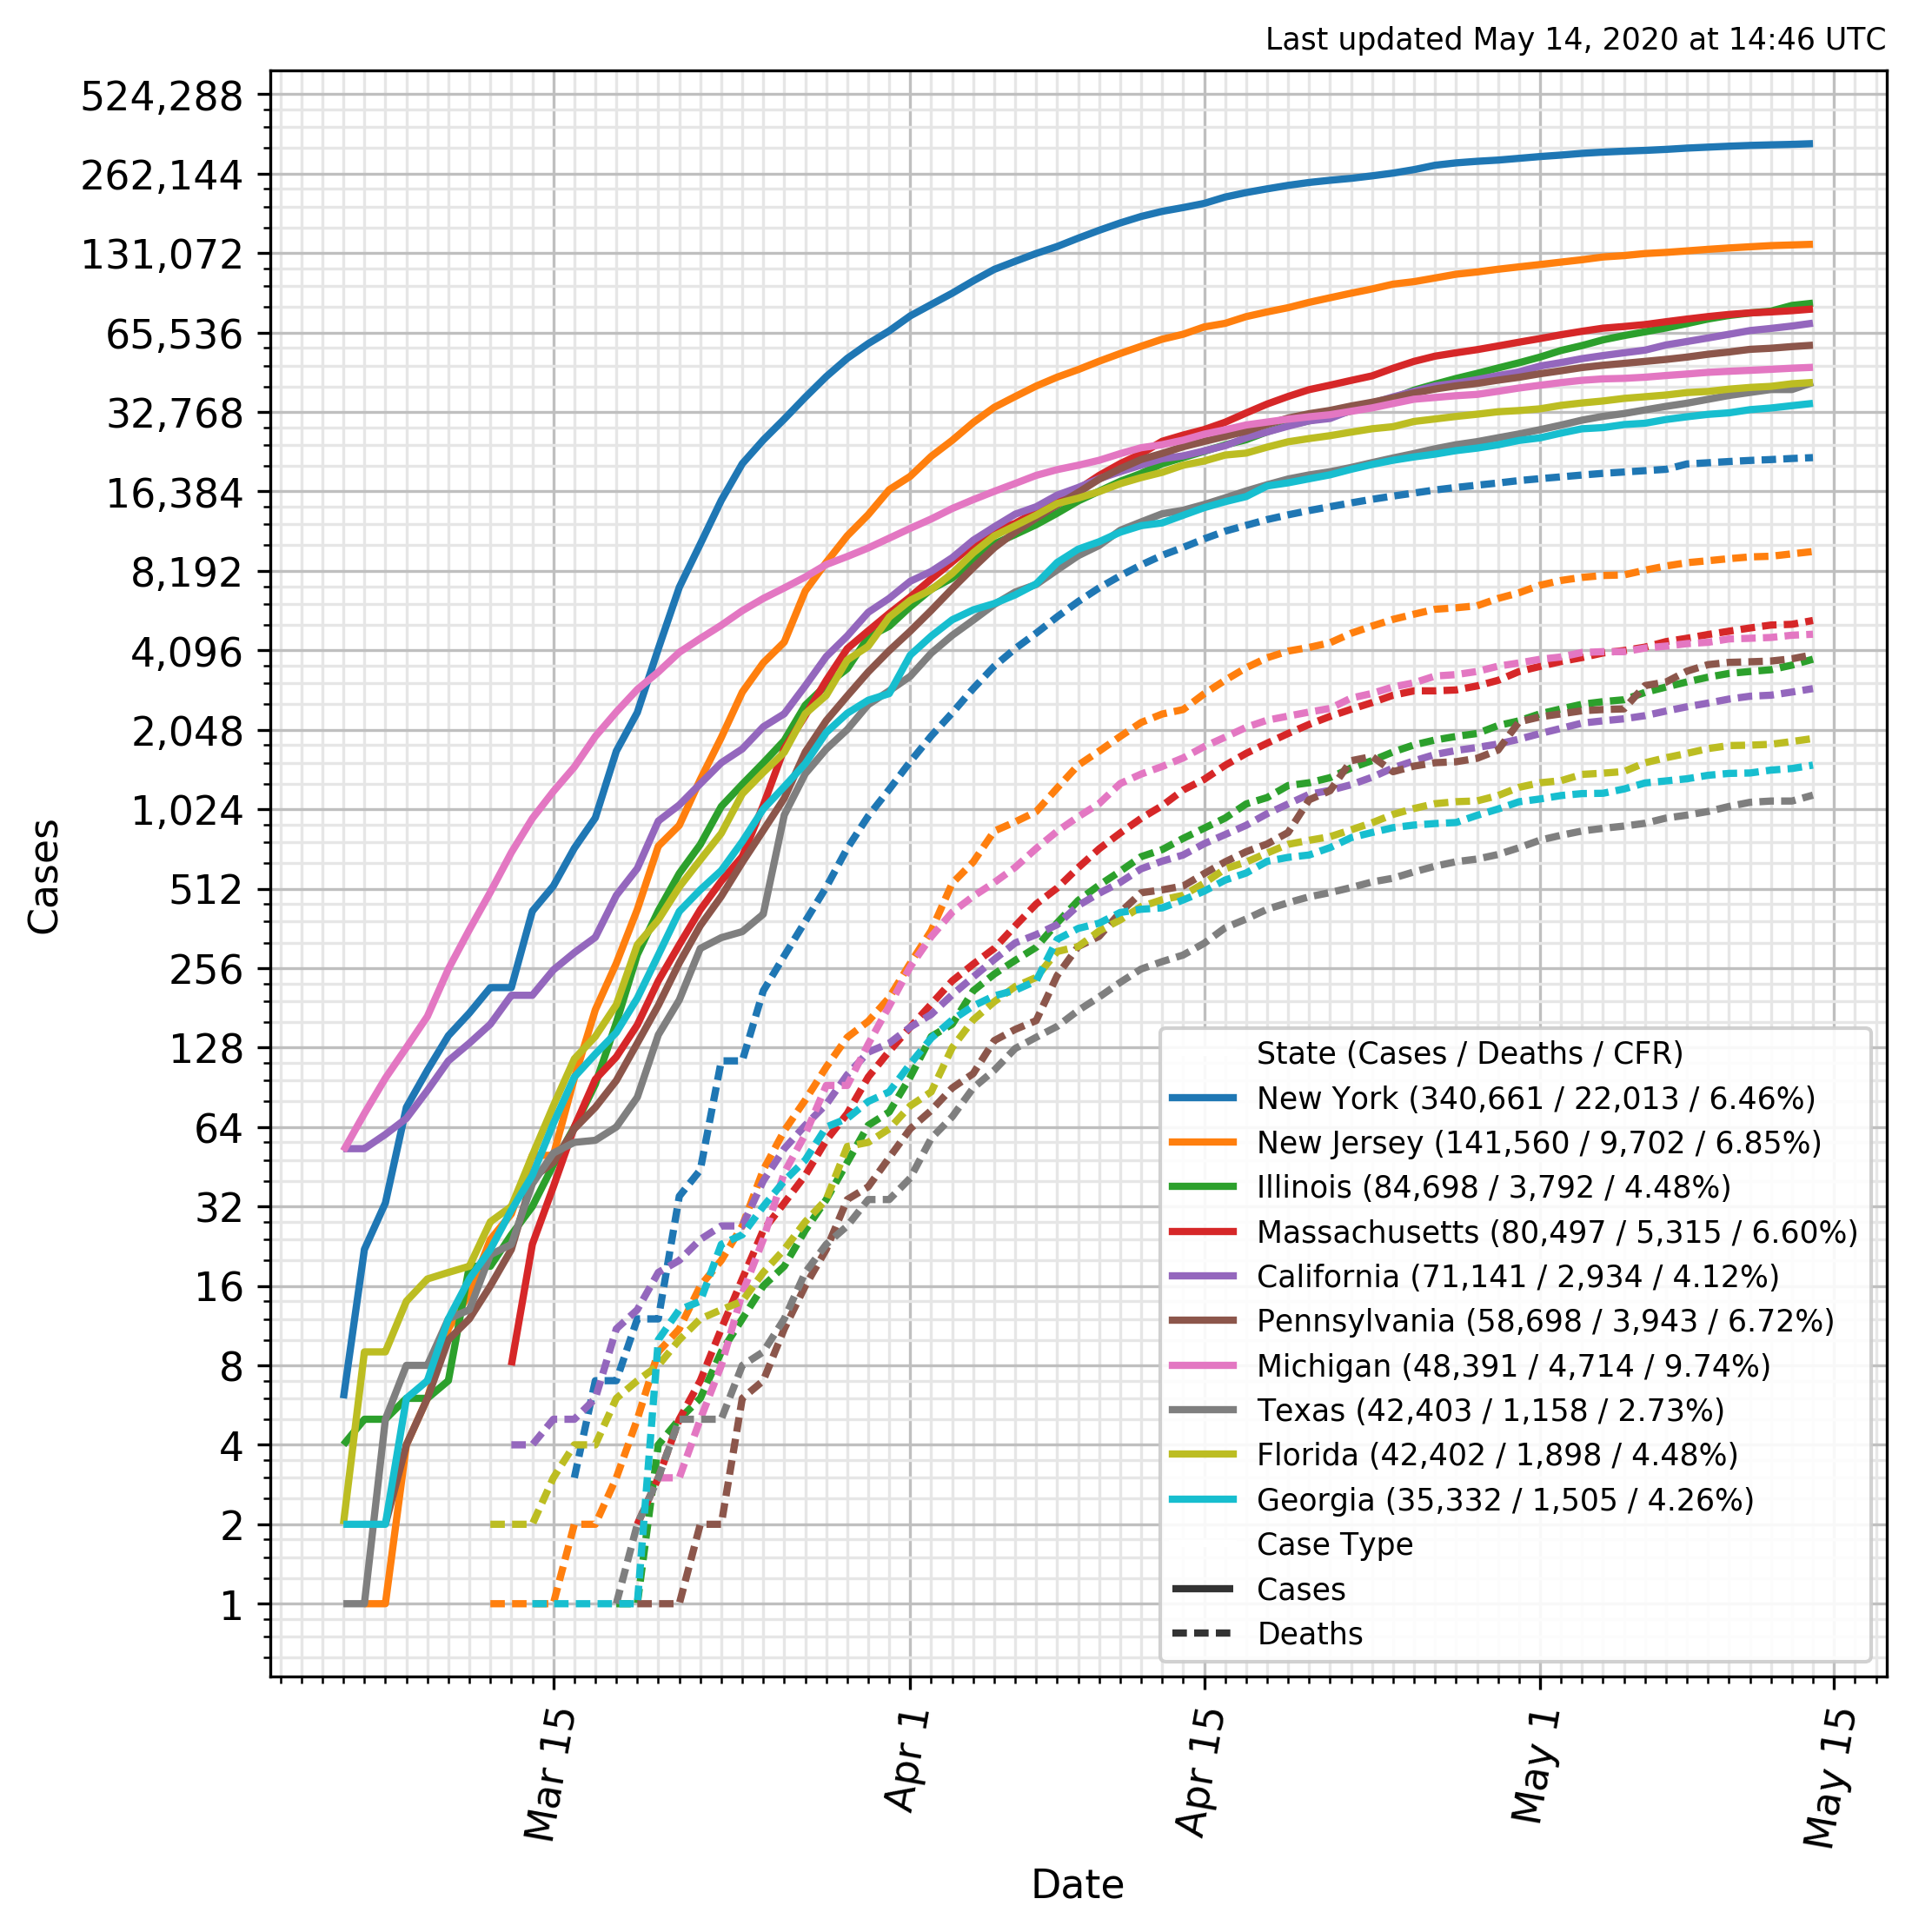 Last updated May 14, 2020 at 14:46 UTC
524,288
262,144
131,072
65,536
32,768
16,384
8,192
4,096
2,048
1,024
512
256
128
64
32
16
8
4
2
1
Cases
State (Cases / Deaths / CFR)
New York (340,661 / 22,013 / 6.46%)
New Jersey (141,560 / 9,702 / 6.85%)
Illinois (84,698 / 3,792 / 4.48%)
Massachusetts (80,497 / 5,315 / 6.60%)
California (71,141 / 2,934 / 4.12%)
Pennsylvania (58,698 / 3,943 / 6.72%)
Michigan (48,391 / 4,714 / 9.74%)
Texas (42,403 / 1,158 / 2.73%)
Florida (42,402 / 1,898 / 4.48%)
Georgia (35,332 / 1,505 / 4.26%)
Case Type
Cases
Deaths
Mar 15
Apr 1
Apr 15
May 1
May 15
Date